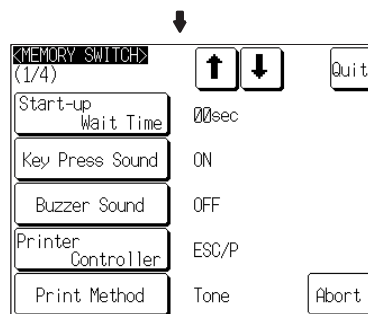 <MEMORY SWITCH>
(1/4)
Quit
Start-up
Wait Time
00sec
Key Press Sound
ON
Buzzer Sound
OFF
Printer
Controller
ESC/P
Print Method
Tone
Abort